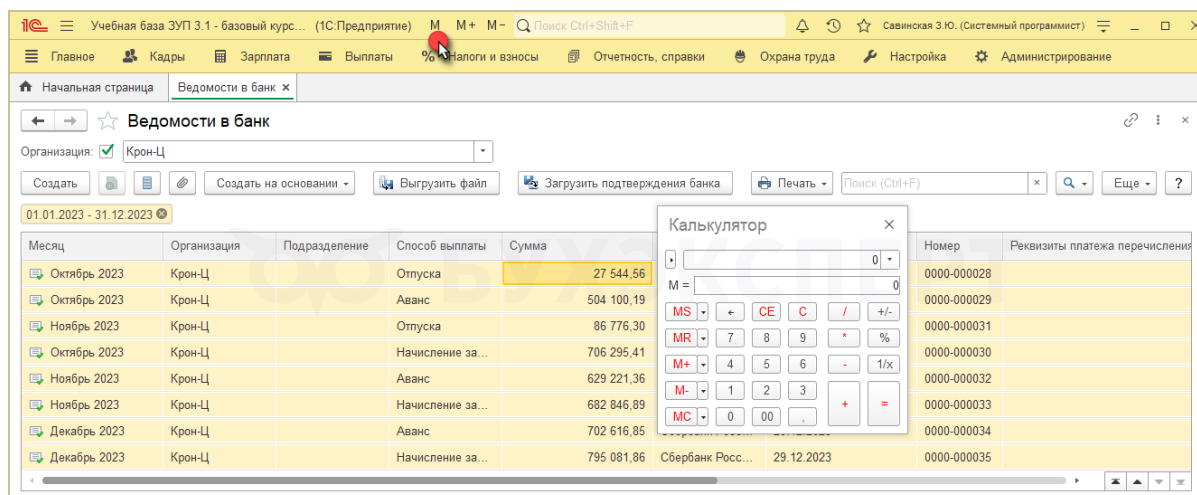 1С Учебная база ЗУП 3.1 - базовый курс... (1С:Предприятие) M M+ M- Поиск Ctrl+Shift+F Савинская З.Ю. (Системный программист)
Главное Кадры Зарплата Выплаты % Налоги и взносы Отчетность, справки Охрана труда Настройка Администрирование
Начальная страница Ведомости в банк ×
Ведомости в банк
Организация: Крон-Ц
Создать Создать на основании Выгрузить файл Загрузить подтверждения банка Печать Поиск (Ctrl+F) × Еще ?
01.01.2023 - 31.12.2023
Месяц Организация Подразделение Способ выплаты Сумма Номер Реквизиты платежа перечисления
Октябрь 2023 Крон-Ц Отпуска 27 544,56 0000-000028
Октябрь 2023 Крон-Ц Аванс 504 100,19 0000-000029
Ноябрь 2023 Крон-Ц Отпуска 86 776,30 0000-000031
Октябрь 2023 Крон-Ц Начисление за... 706 295,41 0000-000030
Ноябрь 2023 Крон-Ц Аванс 629 221,36 0000-000032
Ноябрь 2023 Крон-Ц Начисление за... 682 846,89 0000-000033
Декабрь 2023 Крон-Ц Аванс 702 616,85 0000-000034
Декабрь 2023 Крон-Ц Начисление за... 795 081,86 Сбербанк Росс... 29.12.2023 0000-000035
Калькулятор ×
0
M = 0
MS ← CE C / +/-
MR 7 8 9 * %
M+ 4 5 6 - 1/x
M- 1 2 3 + =
MC 0 00 ,
БУХЭКСПЕРТ